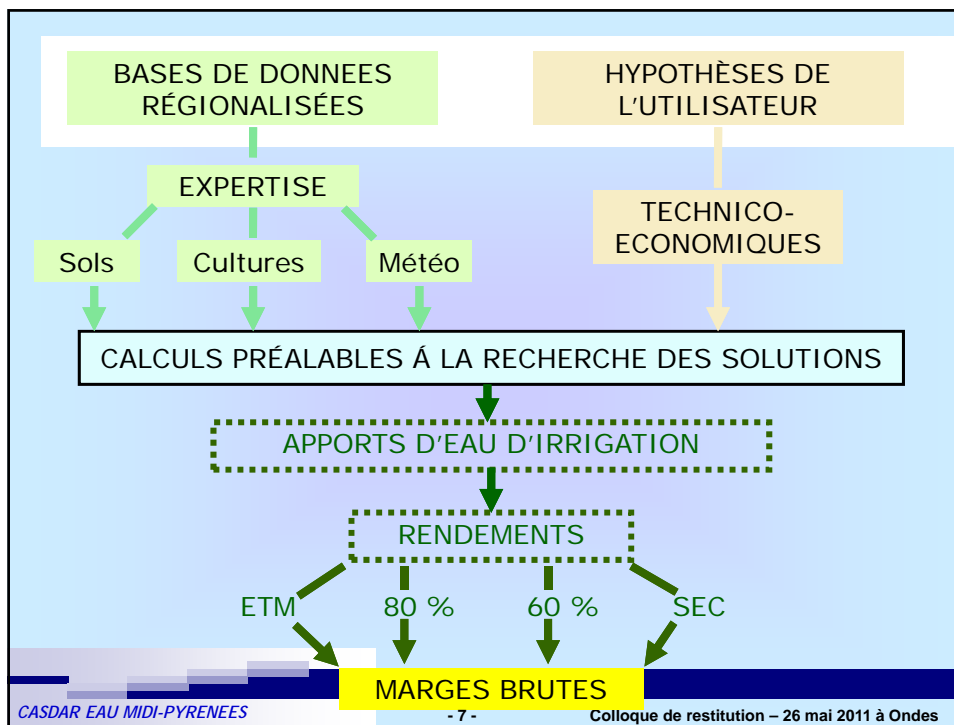 BASES DE DONNEES
RÉGIONALISÉES
HYPOTHÈSES DE
L'UTILISATEUR
EXPERTISE
TECHNICO-
ECONOMIQUES
Sols
Cultures
Météo
CALCULS PRÉALABLES Á LA RECHERCHE DES SOLUTIONS
APPORTS D'EAU D'IRRIGATION
RENDEMENTS
ETM
80 %
60 %
SEC
MARGES BRUTES
CASDAR EAU MIDI-PYRENEES
- 7 -
Colloque de restitution – 26 mai 2011 à Ondes